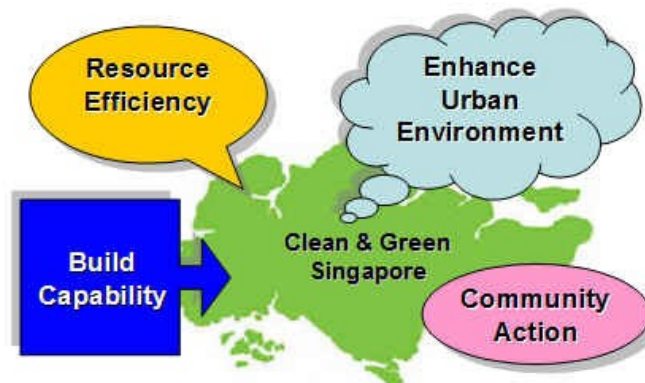 Resource
Efficiency
Enhance
Urban
Environment
Clean & Green
Singapore
Build
Capability
Community
Action